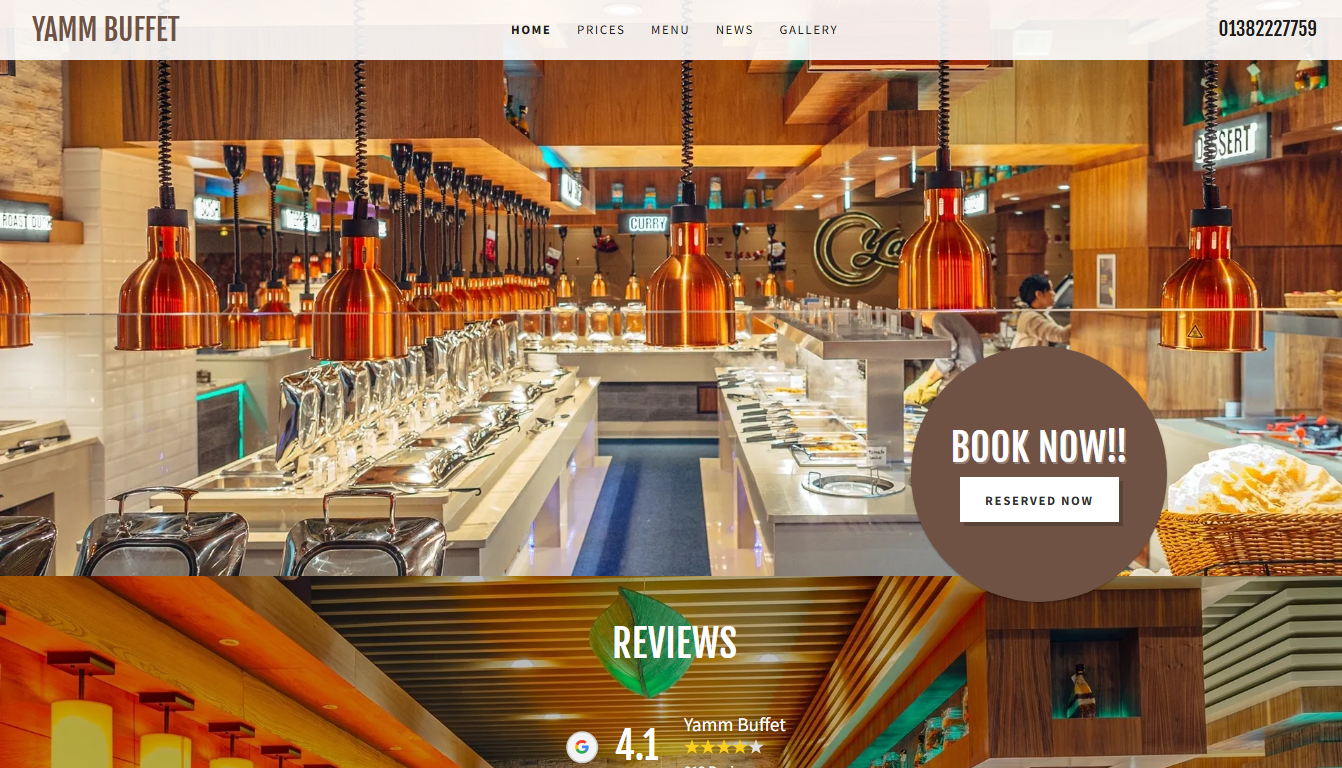 YAMM BUFFET
HOME PRICES MENU NEWS GALLERY
01382227759
DESSERT
ROAST DUCK
CURRY
BOOK NOW!!
RESERVED NOW
REVIEWS
4.1
Yamm Buffet